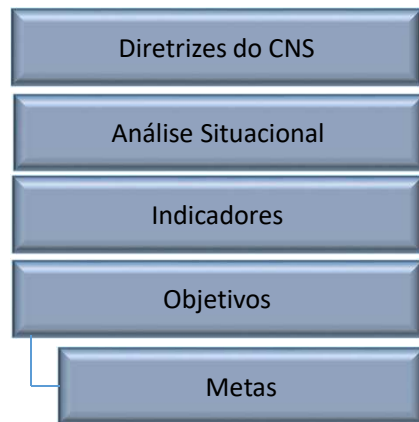 Diretrizes do CNS
Análise Situacional
Indicadores
Objetivos
Metas